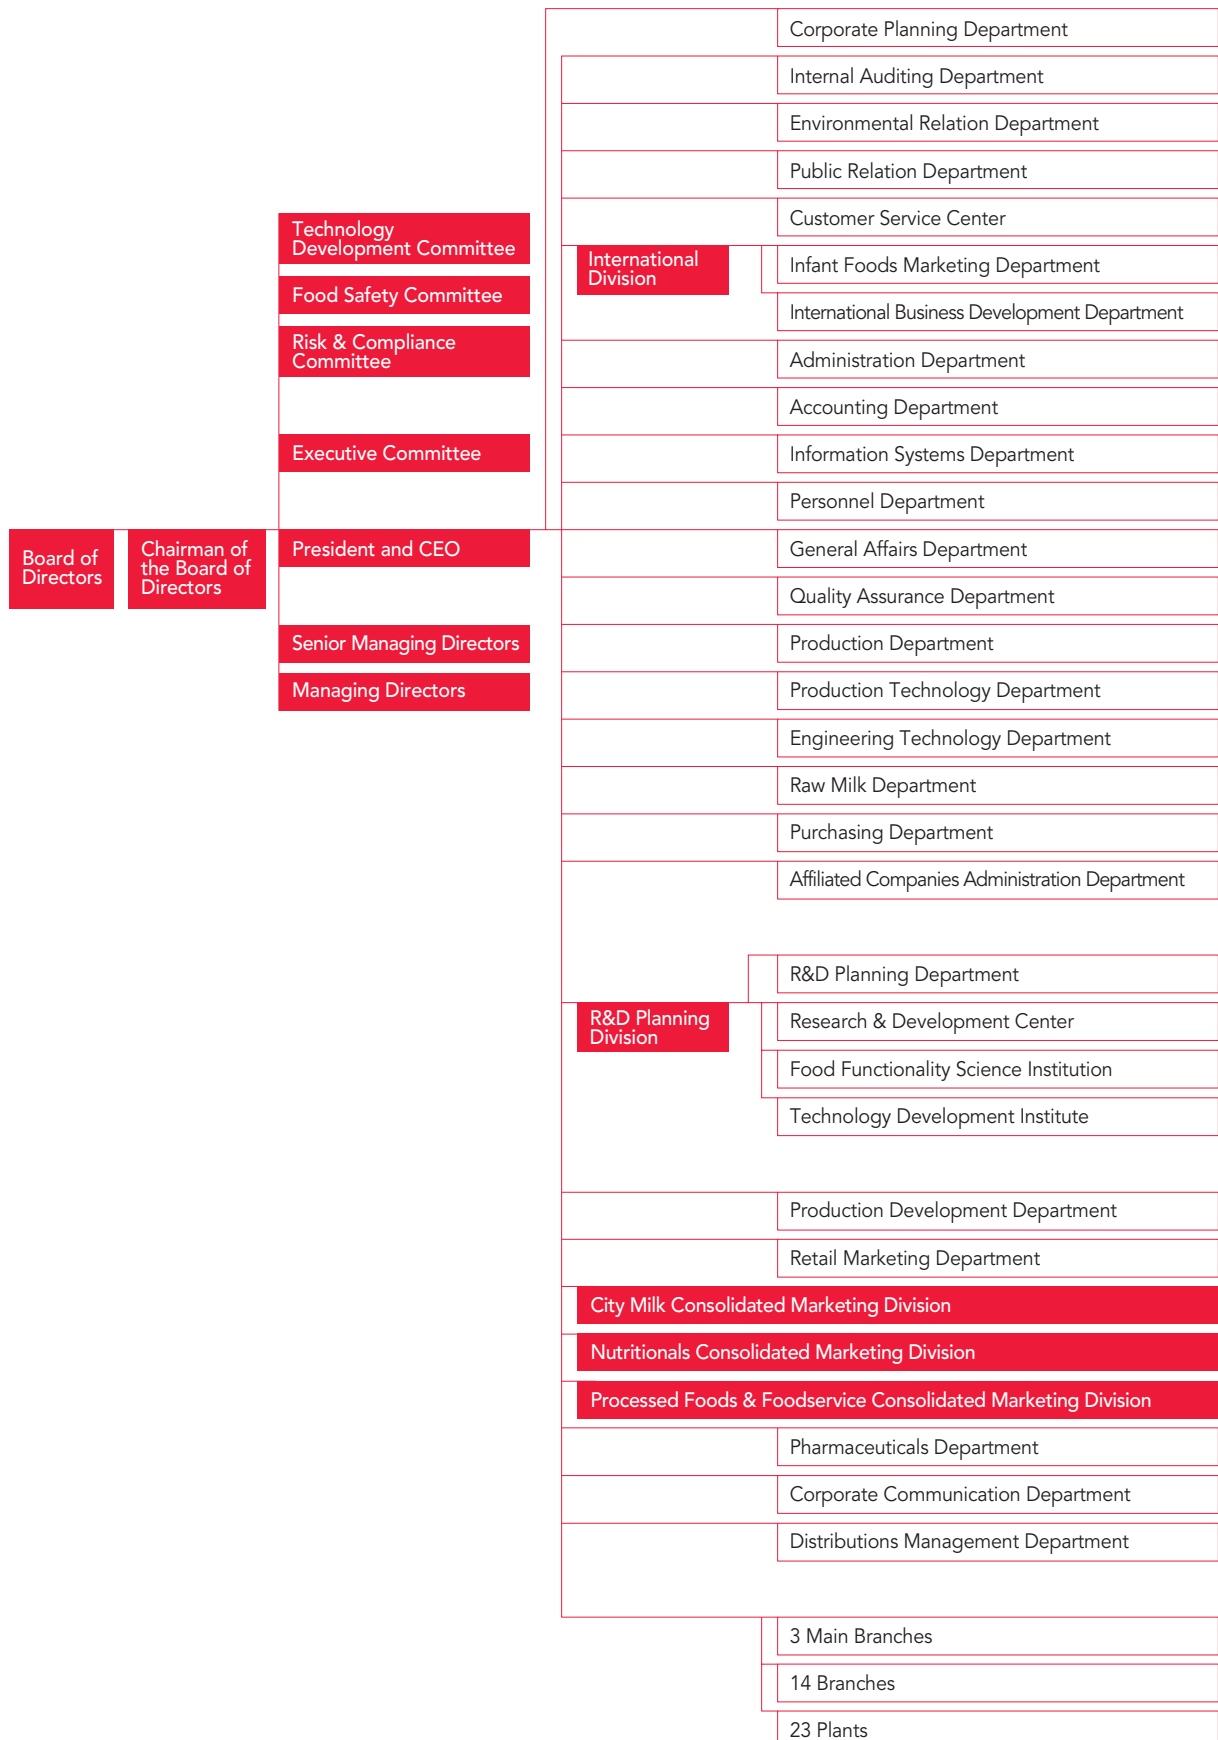 Corporate Planning Department
Internal Auditing Department
Environmental Relation Department
Public Relation Department
Customer Service Center
Technology
Development Committee
International
Division
Infant Foods Marketing Department
Food Safety Committee
International Business Development Department
Risk & Compliance
Committee
Administration Department
Accounting Department
Executive Committee
Information Systems Department
Personnel Department
Board of
Directors
Chairman of
the Board of
Directors
President and CEO
General Affairs Department
Quality Assurance Department
Senior Managing Directors
Production Department
Managing Directors
Production Technology Department
Engineering Technology Department
Raw Milk Department
Purchasing Department
Affiliated Companies Administration Department
R&D Planning Department
R&D Planning
Division
Research & Development Center
Food Functionality Science Institution
Technology Development Institute
Production Development Department
Retail Marketing Department
City Milk Consolidated Marketing Division
Nutritionals Consolidated Marketing Division
Processed Foods & Foodservice Consolidated Marketing Division
Pharmaceuticals Department
Corporate Communication Department
Distributions Management Department
3 Main Branches
14 Branches
23 Plants